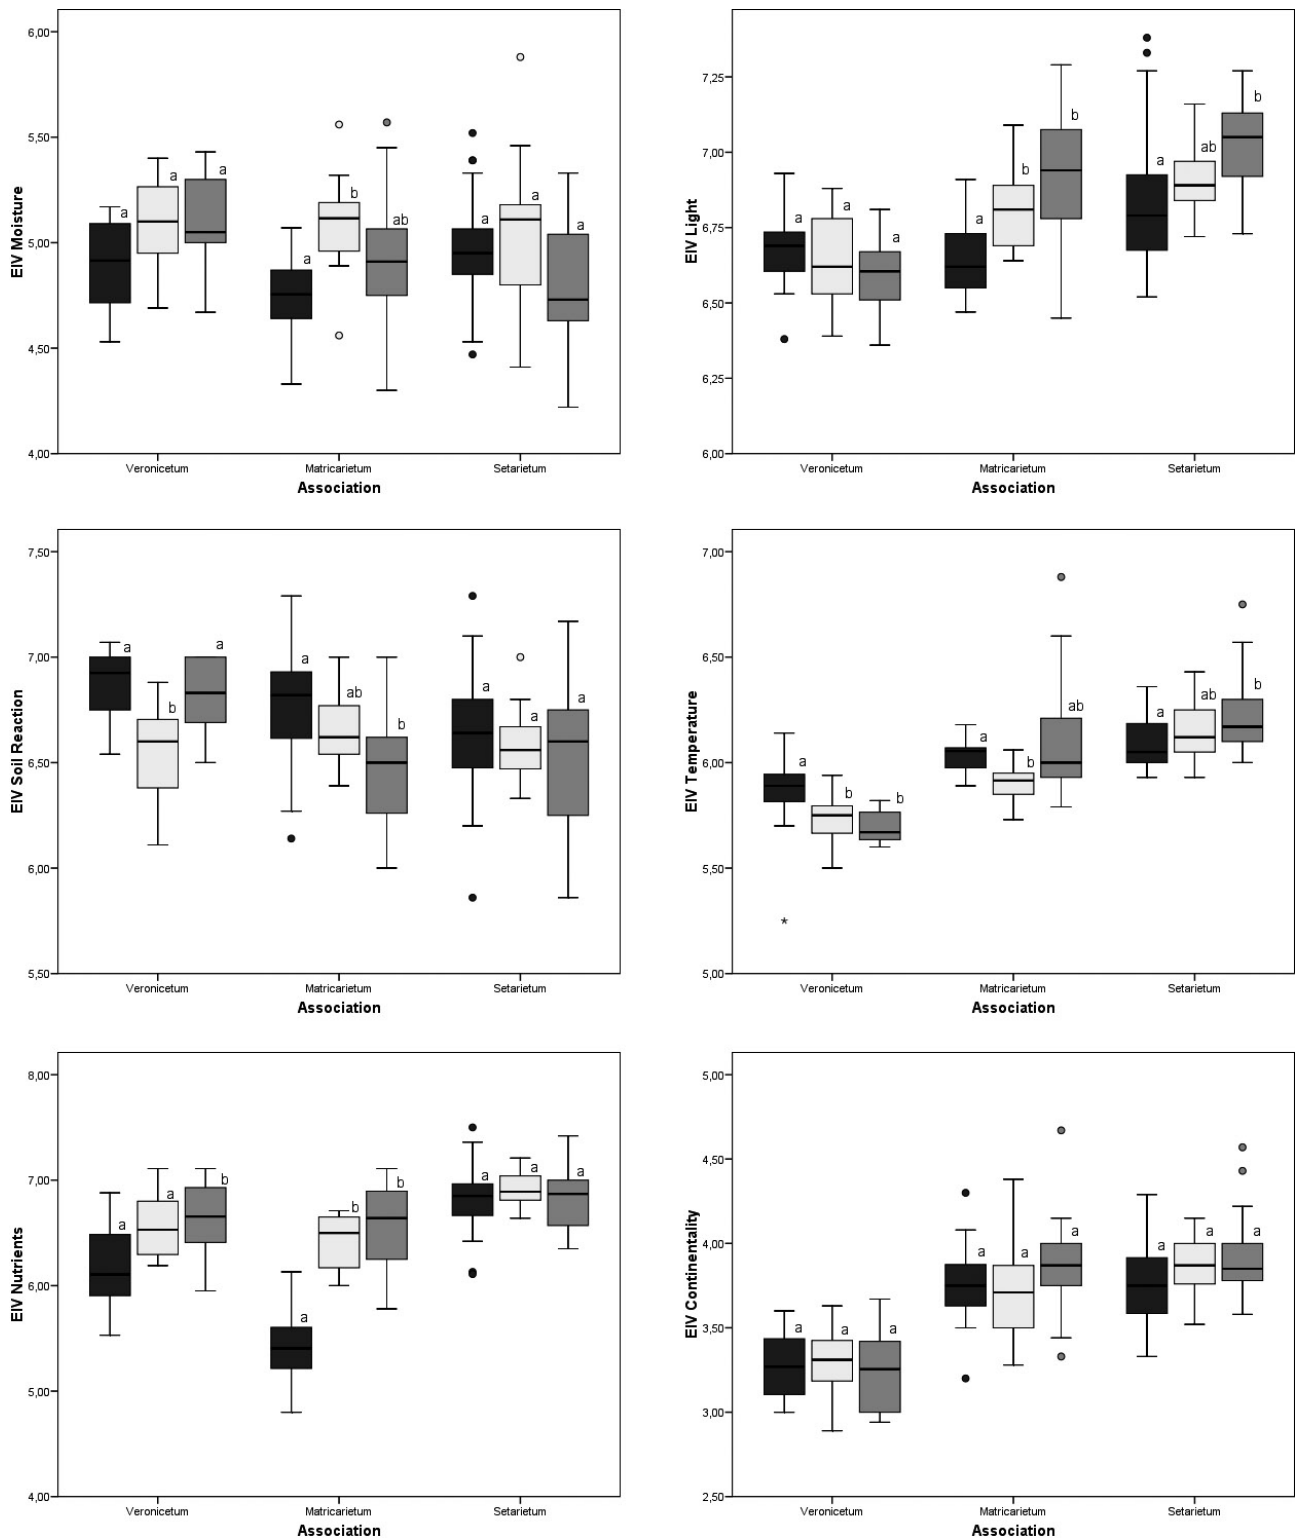 6,00
5,50
5,00
4,50
4,00
EIV Moisture
a a a a b ab a a a
Veronicetum Matricarietum Setarietum
Association
7,25
7,00
6,75
6,50
6,25
6,00
EIV Light
a a a a b b a ab b
Veronicetum Matricarietum Setarietum
Association
7,50
7,00
6,50
6,00
5,50
EIV Soil Reaction
a b a a ab b a a a
Veronicetum Matricarietum Setarietum
Association
7,00
6,50
6,00
5,50
5,00
EIV Temperature
a b b a b ab a ab b
*
Veronicetum Matricarietum Setarietum
Association
8,00
7,00
6,00
5,00
4,00
EIV Nutrients
a a b a b b a a a
Veronicetum Matricarietum Setarietum
Association
5,00
4,50
4,00
3,50
3,00
2,50
EIV Continentality
a a a a a a a a a
Veronicetum Matricarietum Setarietum
Association